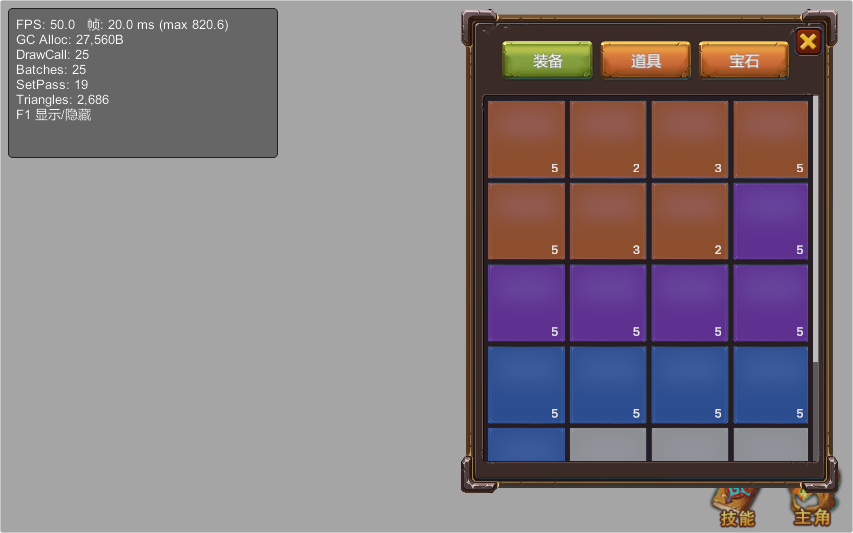 FPS: 50.0 帧: 20.0 ms (max 820.6)
GC Alloc: 27,560B
DrawCall: 25
Batches: 25
SetPass: 19
Triangles: 2,686
F1 显示/隐藏
装备 道具 宝石
5 2 3 5
5 3 2 5
5 5 5 5
5 5 5 5
技能 主角